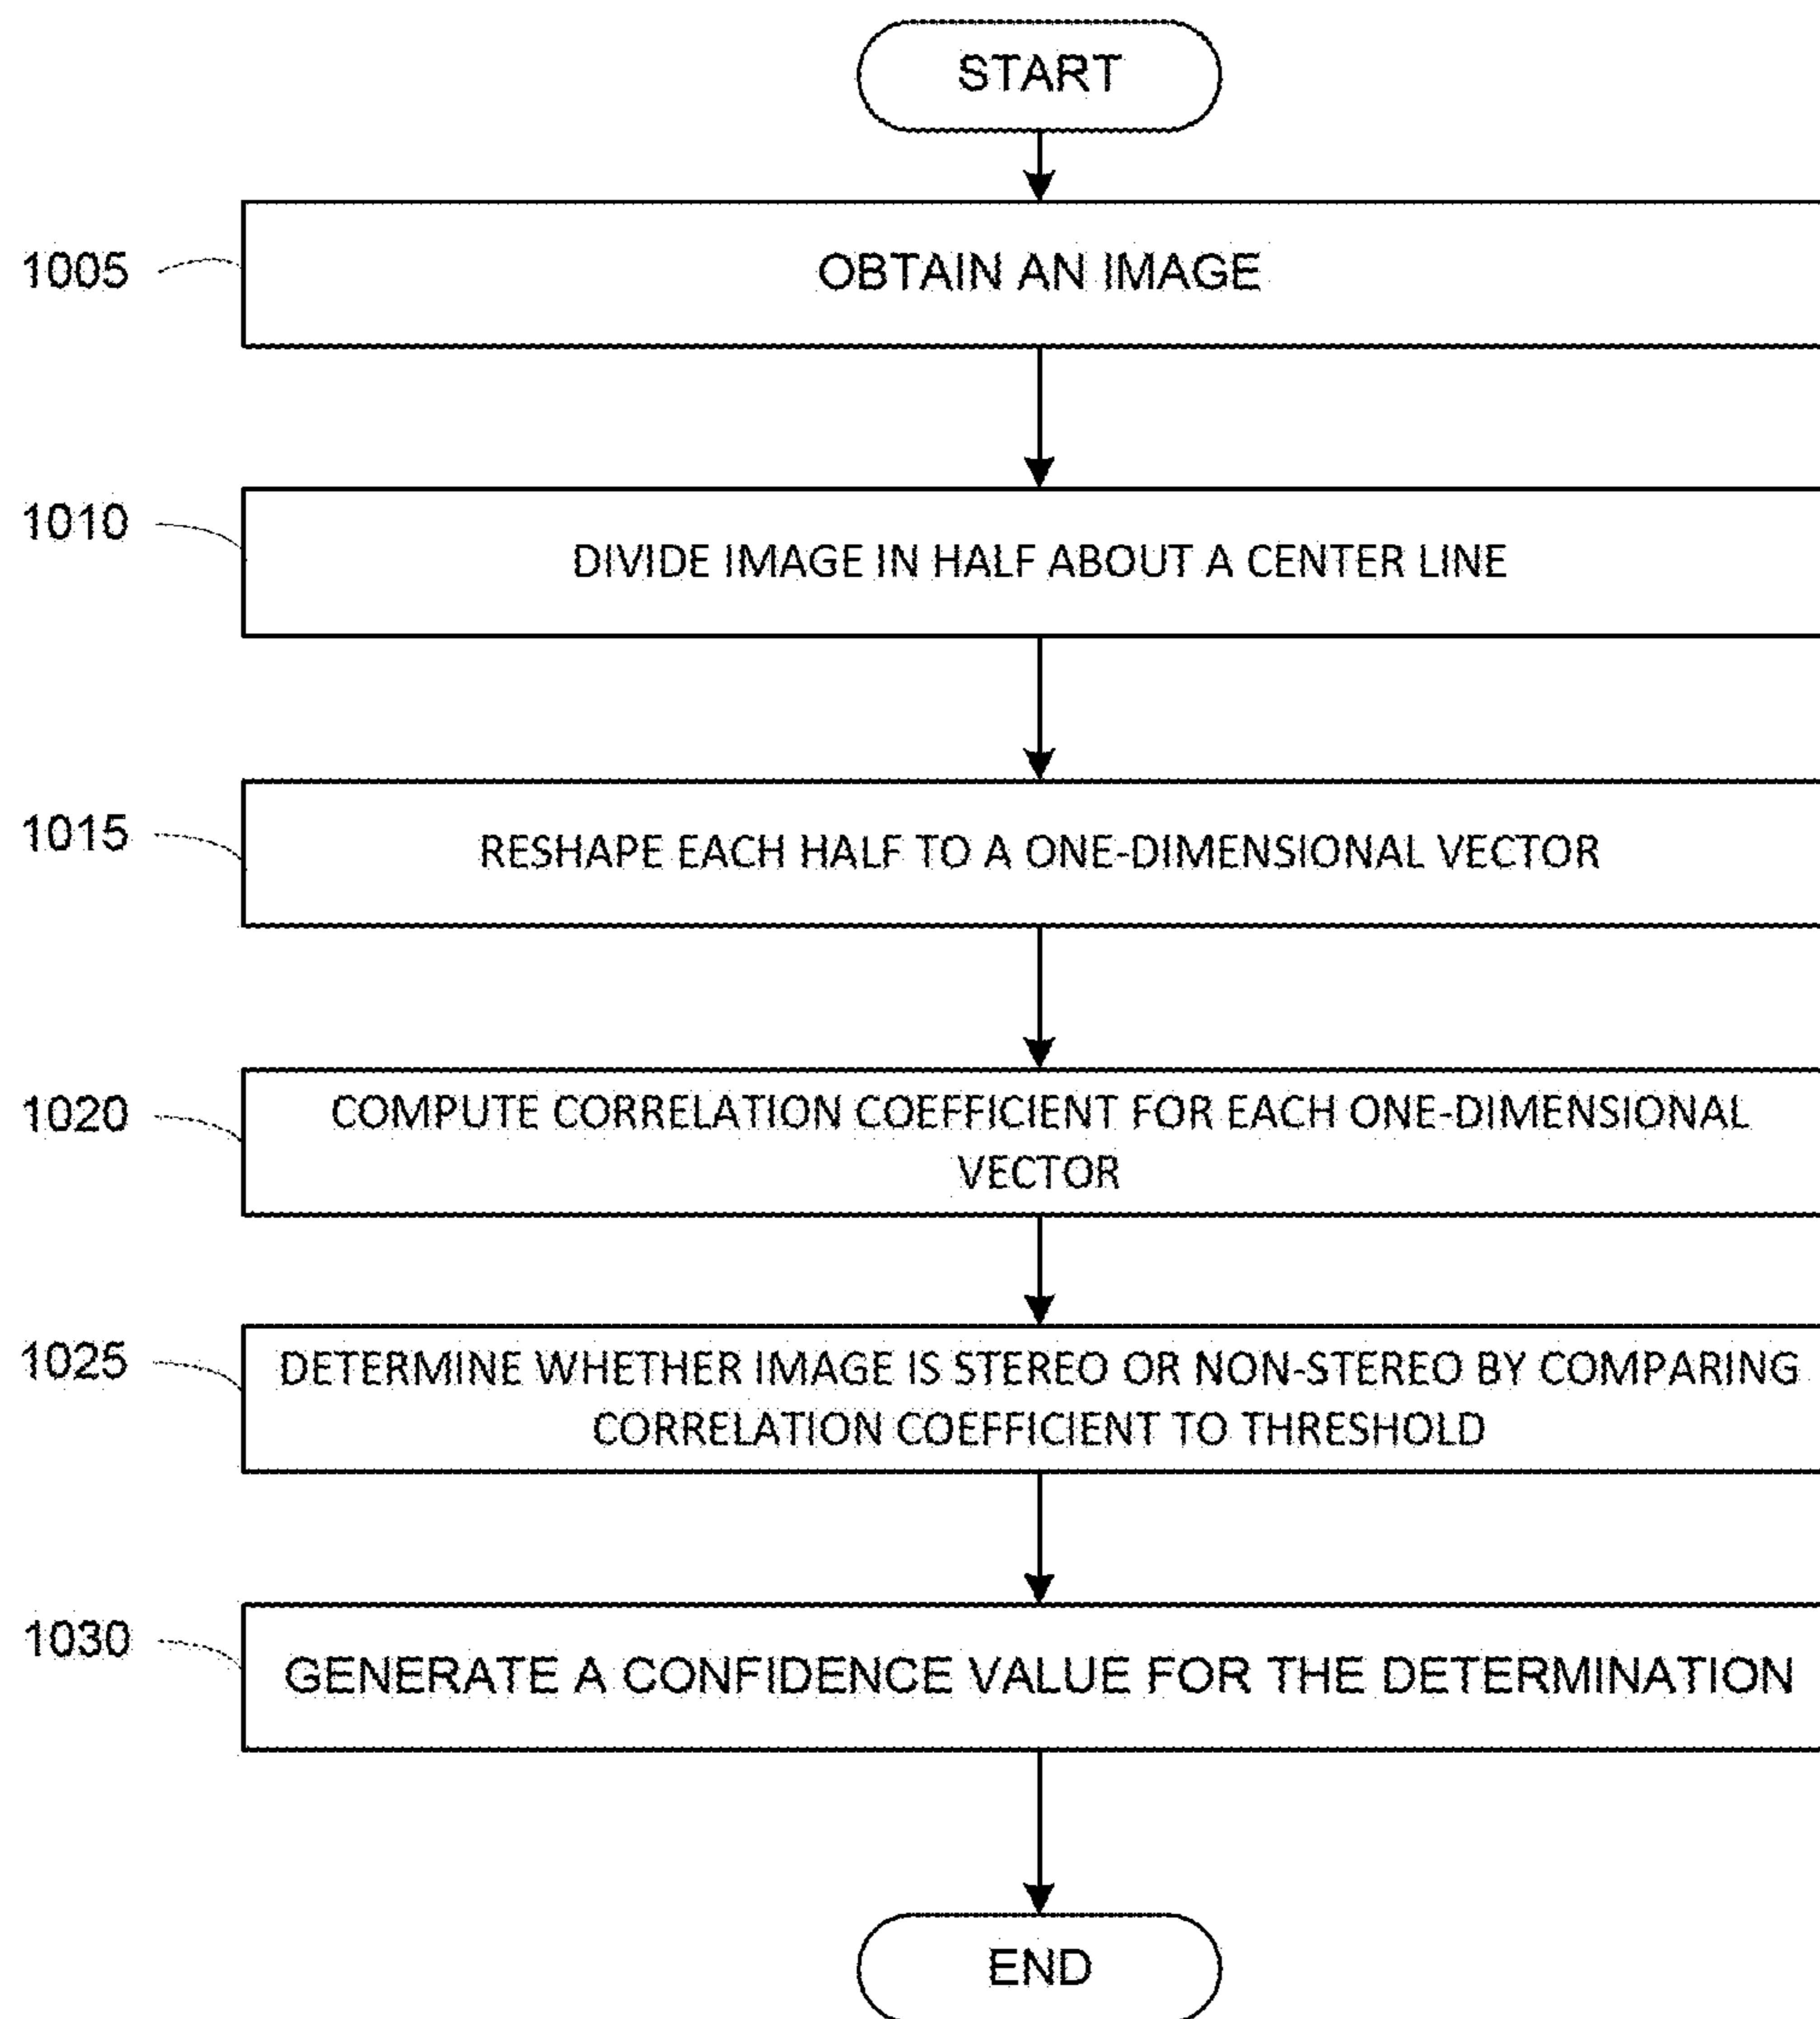 START
1005
OBTAIN AN IMAGE
1010
DIVIDE IMAGE IN HALF ABOUT A CENTER LINE
1015
RESHAPE EACH HALF TO A ONE-DIMENSIONAL VECTOR
1020
COMPUTE CORRELATION COEFFICIENT FOR EACH ONE-DIMENSIONAL
VECTOR
1025
DETERMINE WHETHER IMAGE IS STEREO OR NON-STEREO BY COMPARING
CORRELATION COEFFICIENT TO THRESHOLD
1030
GENERATE A CONFIDENCE VALUE FOR THE DETERMINATION
END